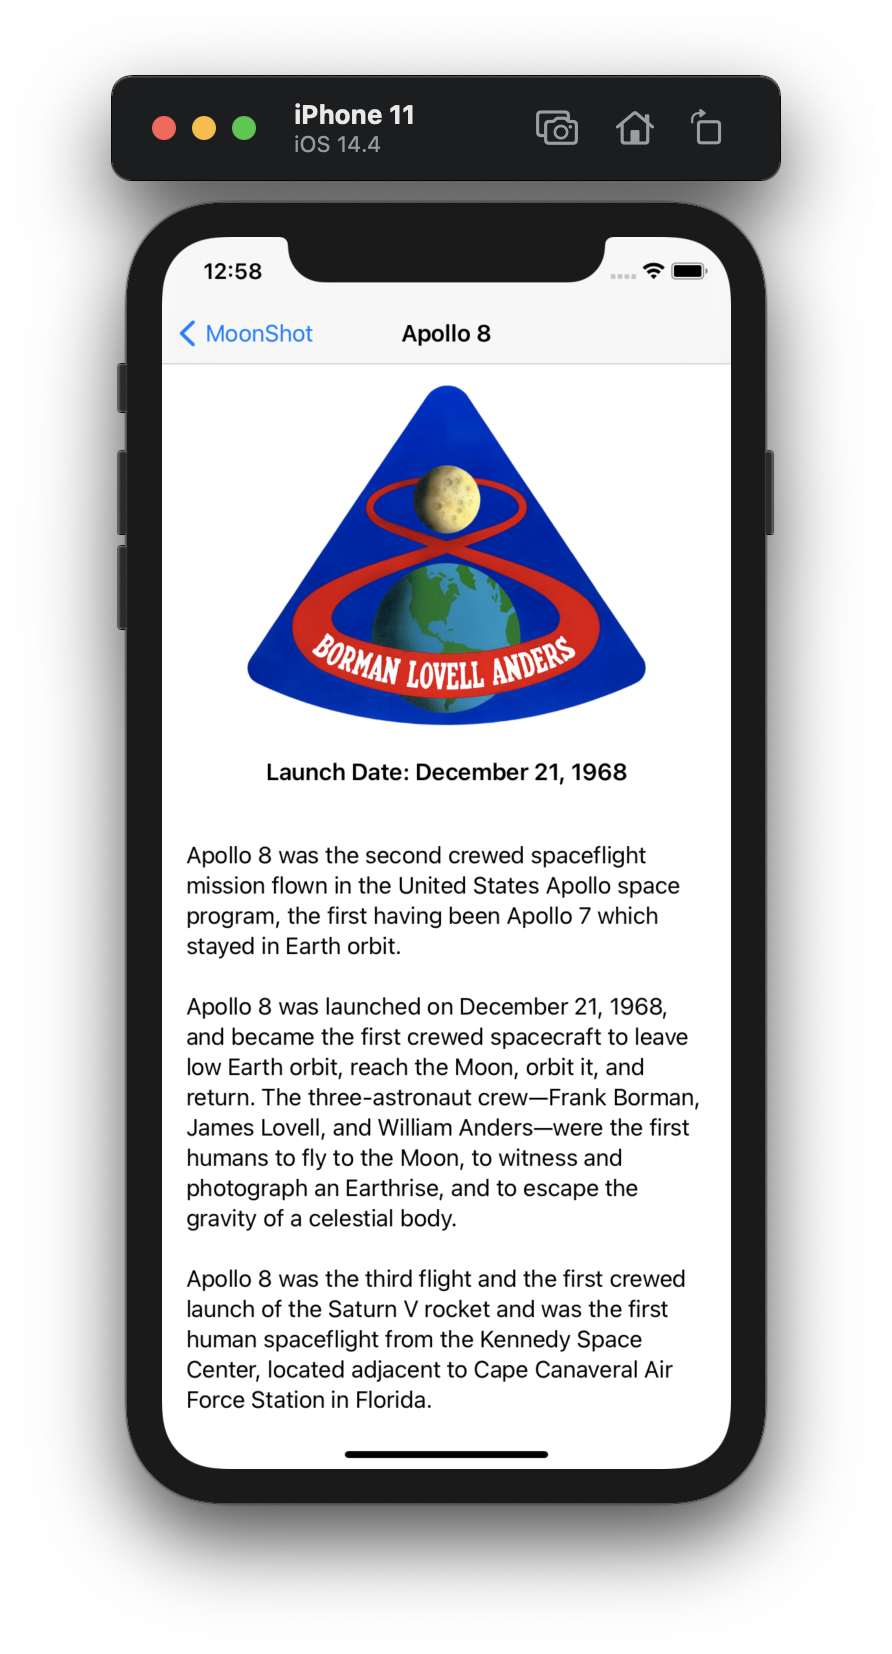 iPhone 11
iOS 14.4
12:58
MoonShot
Apollo 8
BORMAN LOVELL ANDERS
Launch Date: December 21, 1968
Apollo 8 was the second crewed spaceflight
mission flown in the United States Apollo space
program, the first having been Apollo 7 which
stayed in Earth orbit.
Apollo 8 was launched on December 21, 1968,
and became the first crewed spacecraft to leave
low Earth orbit, reach the Moon, orbit it, and
return. The three-astronaut crew—Frank Borman,
James Lovell, and William Anders—were the first
humans to fly to the Moon, to witness and
photograph an Earthrise, and to escape the
gravity of a celestial body.
Apollo 8 was the third flight and the first crewed
launch of the Saturn V rocket and was the first
human spaceflight from the Kennedy Space
Center, located adjacent to Cape Canaveral Air
Force Station in Florida.